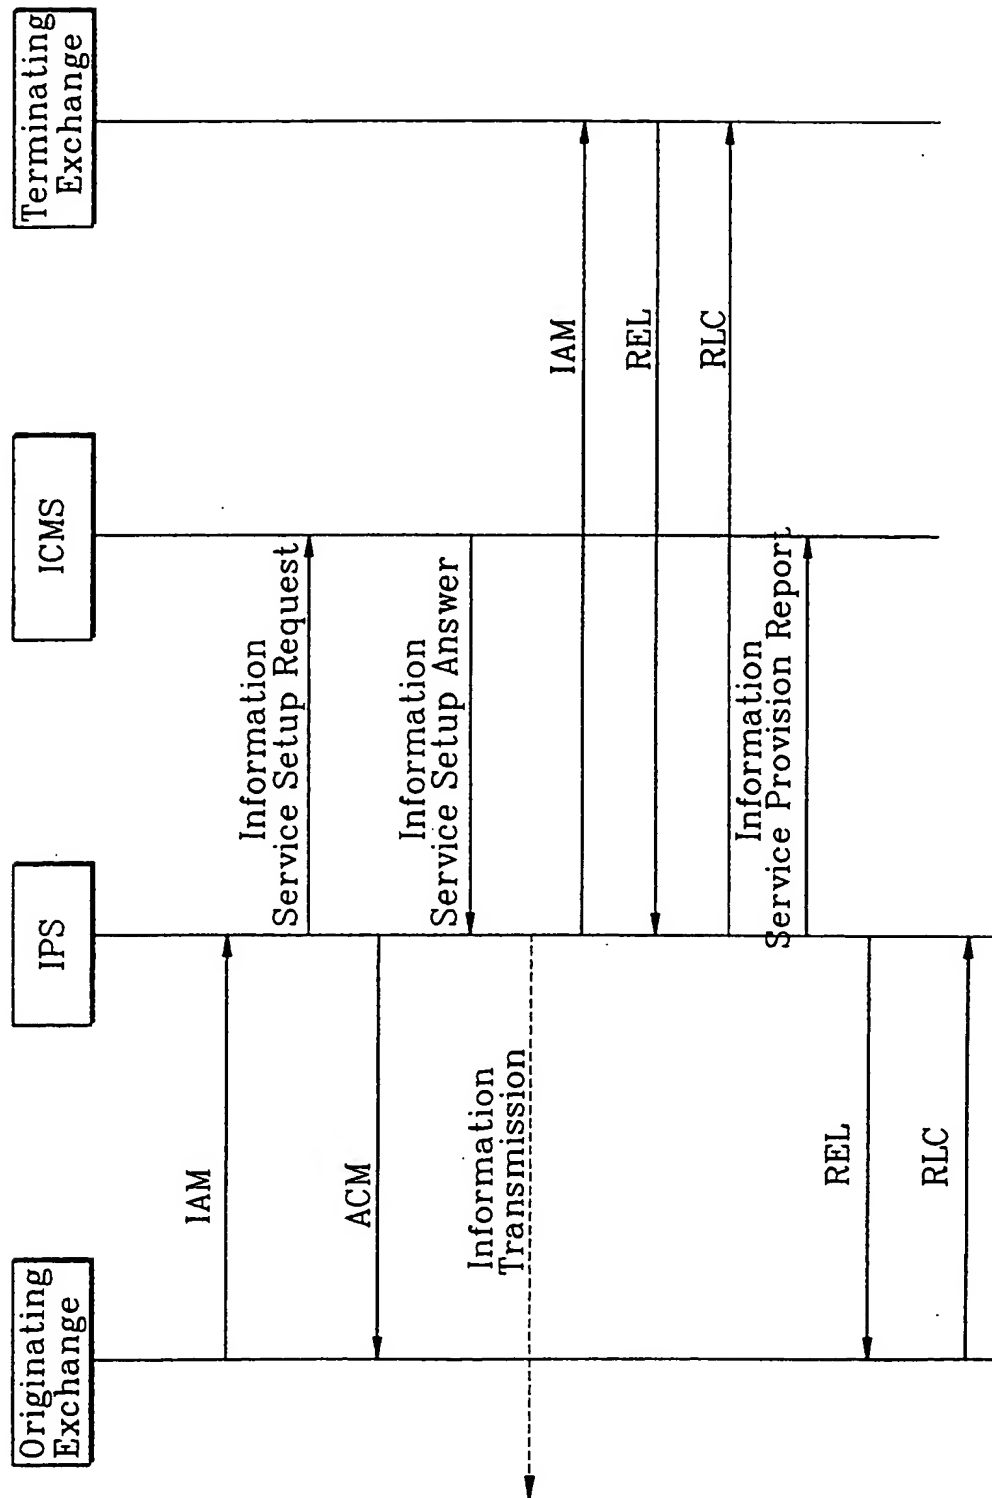 Originating
Exchange
IPS
ICMS
Terminating
Exchange
IAM
Information
Service Setup Request
ACM
Information
Service Setup Answer
Information
Transmission
IAM
REL
RLC
Information
Service Provision Report
REL
RLC